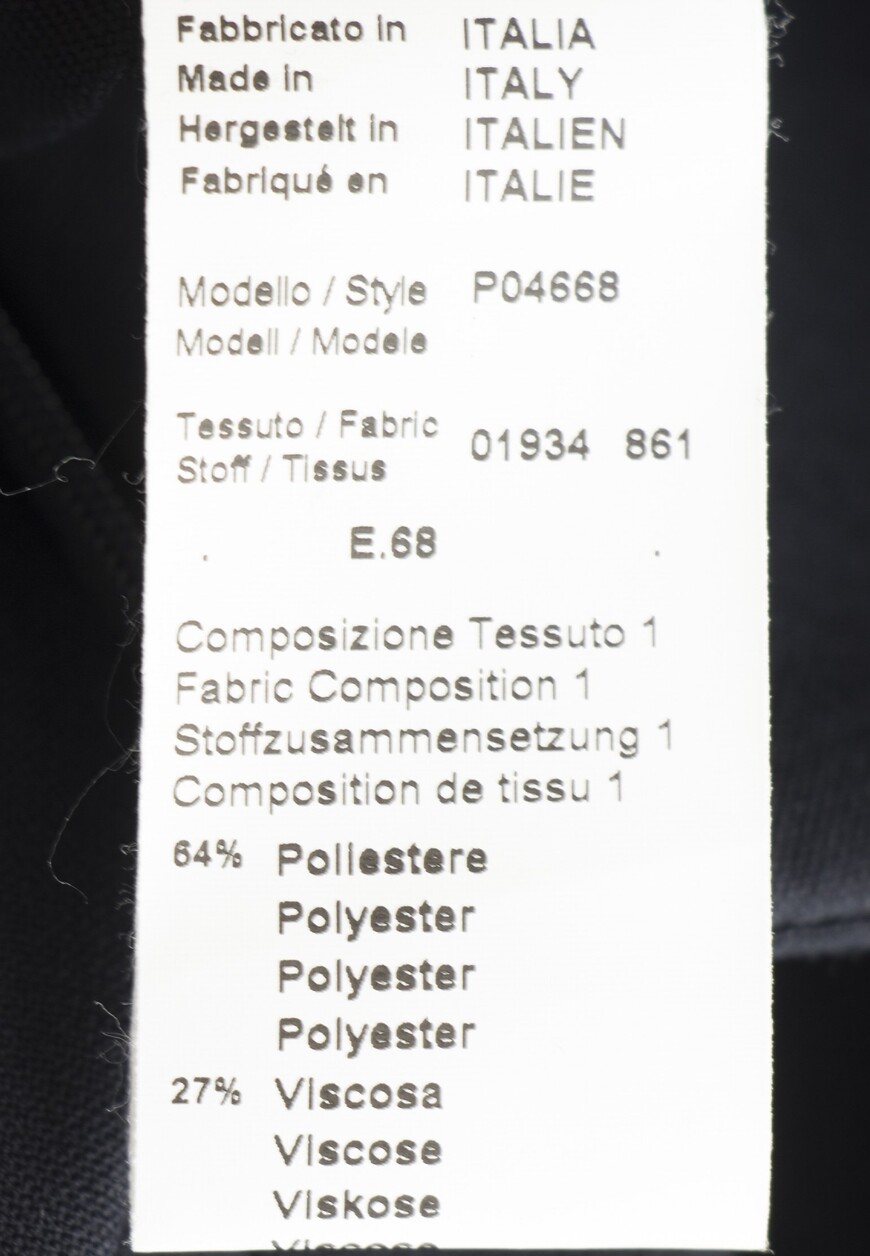 Fabbricato in ITALIA
Made in ITALY
Hergestelt in ITALIEN
Fabriqué en ITALIE
Modello / Style P04668
Modell / Modele
Tessuto / Fabric 01934 861
Stoff / Tissus
. E.68 .
Composizione Tessuto 1
Fabric Composition 1
Stoffzusammensetzung 1
Composition de tissu 1
64% Poliestere
Polyester
Polyester
Polyester
27% Viscosa
Viscose
Viskose